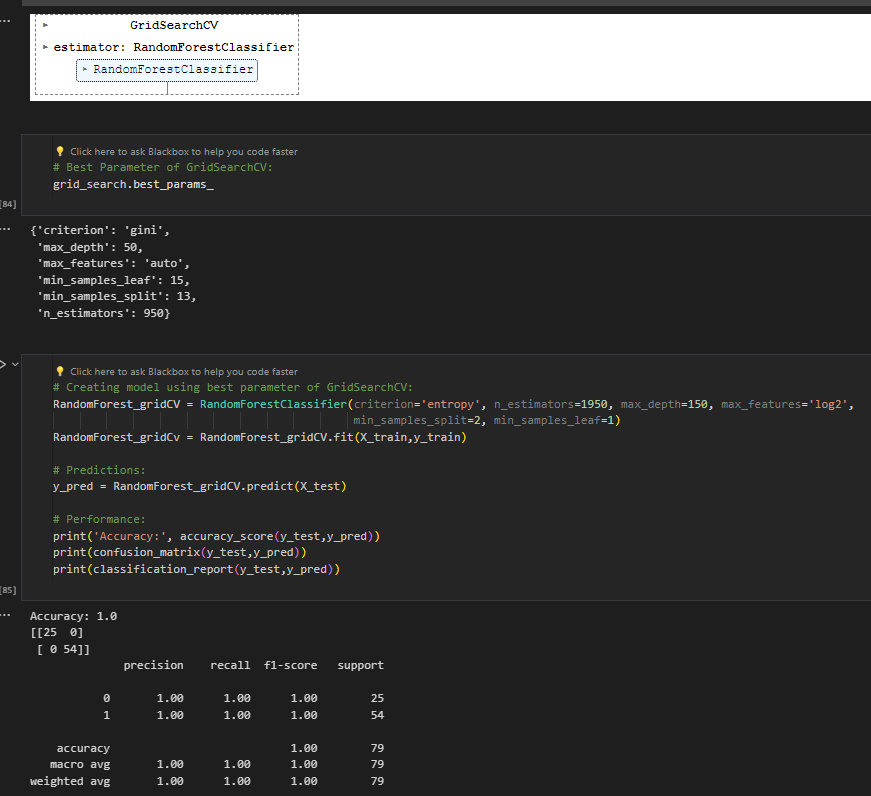 GridSearchCV
estimator: RandomForestClassifier
RandomForestClassifier
Click here to ask Blackbox to help you code faster
# Best Parameter of GridSearchCV:
grid_search.best_params_
[84]
{'criterion': 'gini',
'max_depth': 50,
'max_features': 'auto',
'min_samples_leaf': 15,
'min_samples_split': 13,
'n_estimators': 950}
Click here to ask Blackbox to help you code faster
# Creating model using best parameter of GridSearchCV:
RandomForest_gridCV = RandomForestClassifier(criterion='entropy', n_estimators=1950, max_depth=150, max_features='log2',
min_samples_split=2, min_samples_leaf=1)
RandomForest_gridCv = RandomForest_gridCV.fit(X_train,y_train)
# Predictions:
y_pred = RandomForest_gridCV.predict(X_test)
# Performance:
print('Accuracy:', accuracy_score(y_test,y_pred))
print(confusion_matrix(y_test,y_pred))
print(classification_report(y_test,y_pred))
[85]
Accuracy: 1.0
[[25  0]
[ 0 54]]
precision recall f1-score support
0 1.00 1.00 1.00 25
1 1.00 1.00 1.00 54
accuracy 1.00 79
macro avg 1.00 1.00 1.00 79
weighted avg 1.00 1.00 1.00 79